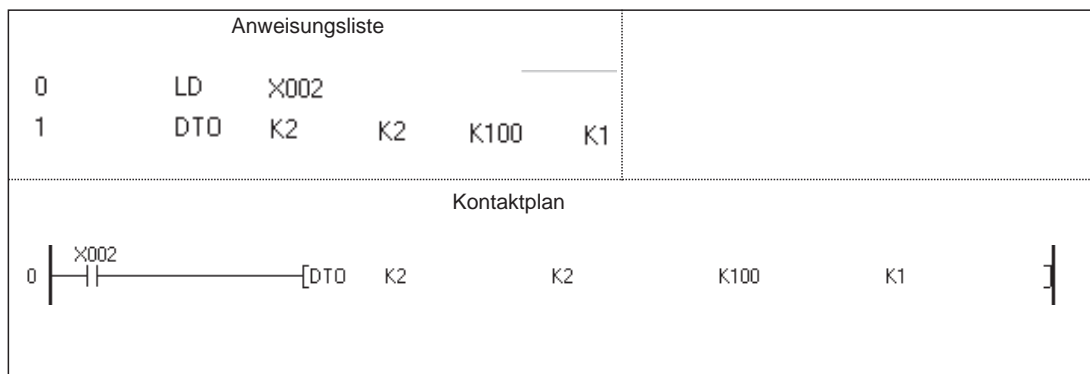 Anweisungsliste
0 LD X002
1 DTO K2 K2 K100 K1
Kontaktplan
X002
0 [DTO K2 K2 K100 K1 ]